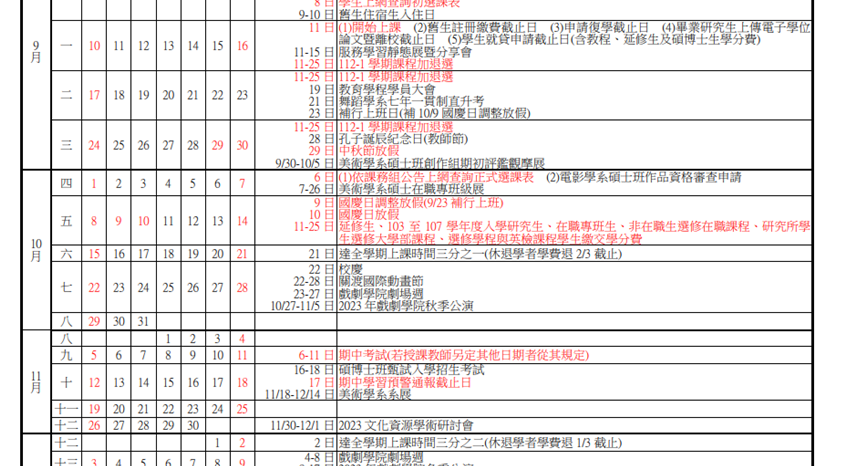 8 日 學生上網查詢初選課表
9-10 日 舊生住宿生入住日
9月 一 10 11 12 13 14 15 16
11 日 (1)開始上課 (2)舊生註冊繳費截止日 (3)申請復學截止日 (4)畢業研究生上傳電子學位
論文暨離校截止日 (5)學生就貸申請截止日(含教程、延修生及碩博士生學分費)
11-15 日 服務學習靜態展暨分享會
11-25 日 112-1 學期課程加退選
二 17 18 19 20 21 22 23
11-25 日 112-1 學期課程加退選
19 日 教育學程學員大會
21 日 舞蹈學系七年一貫制直升考
23 日 補行上班日(補 10/9 國慶日調整放假)
三 24 25 26 27 28 29 30
11-25 日 112-1 學期課程加退選
28 日 孔子誕辰紀念日(教師節)
29 日 中秋節放假
9/30-10/5 日 美術學系碩士班創作組期初評鑑觀摩展
10月 四 1 2 3 4 5 6 7
6 日 (1)依課務組公告上網查詢正式選課表 (2)電影學系碩士班作品資格審查申請
7-26 日 美術學系碩士在職專班級展
五 8 9 10 11 12 13 14
9 日 國慶日調整放假(9/23 補行上班)
10 日 國慶日放假
11-25 日 延修生、103 至 107 學年度入學研究生、在職專班生、非在職生選修在職課程、研究所學
生選修大學部課程、選修學程與英檢課程學生繳交學分費
六 15 16 17 18 19 20 21 21 日 達全學期上課時間三分之一(休退學者學費退 2/3 截止)
七 22 23 24 25 26 27 28
22 日 校慶
22-28 日 關渡國際動畫節
23-27 日 戲劇學院劇場週
10/27-11/5 日 2023 年戲劇學院秋季公演
八 29 30 31
11月 八 1 2 3 4
九 5 6 7 8 9 10 11 6-11 日 期中考試(若授課教師另定其他日期者從其規定)
十 12 13 14 15 16 17 18
16-18 日 碩博士班甄試入學招生考試
17 日 期中學習預警通報截止日
11/18-12/14 日 美術學系系展
十一 19 20 21 22 23 24 25
十二 26 27 28 29 30 11/30-12/1 日 2023 文化資源學術研討會
十二 1 2 2 日 達全學期上課時間三分之二(休退學者學費退 1/3 截止)
十三 3 4 5 6 7 8 9 4-8 日 戲劇學院劇場週